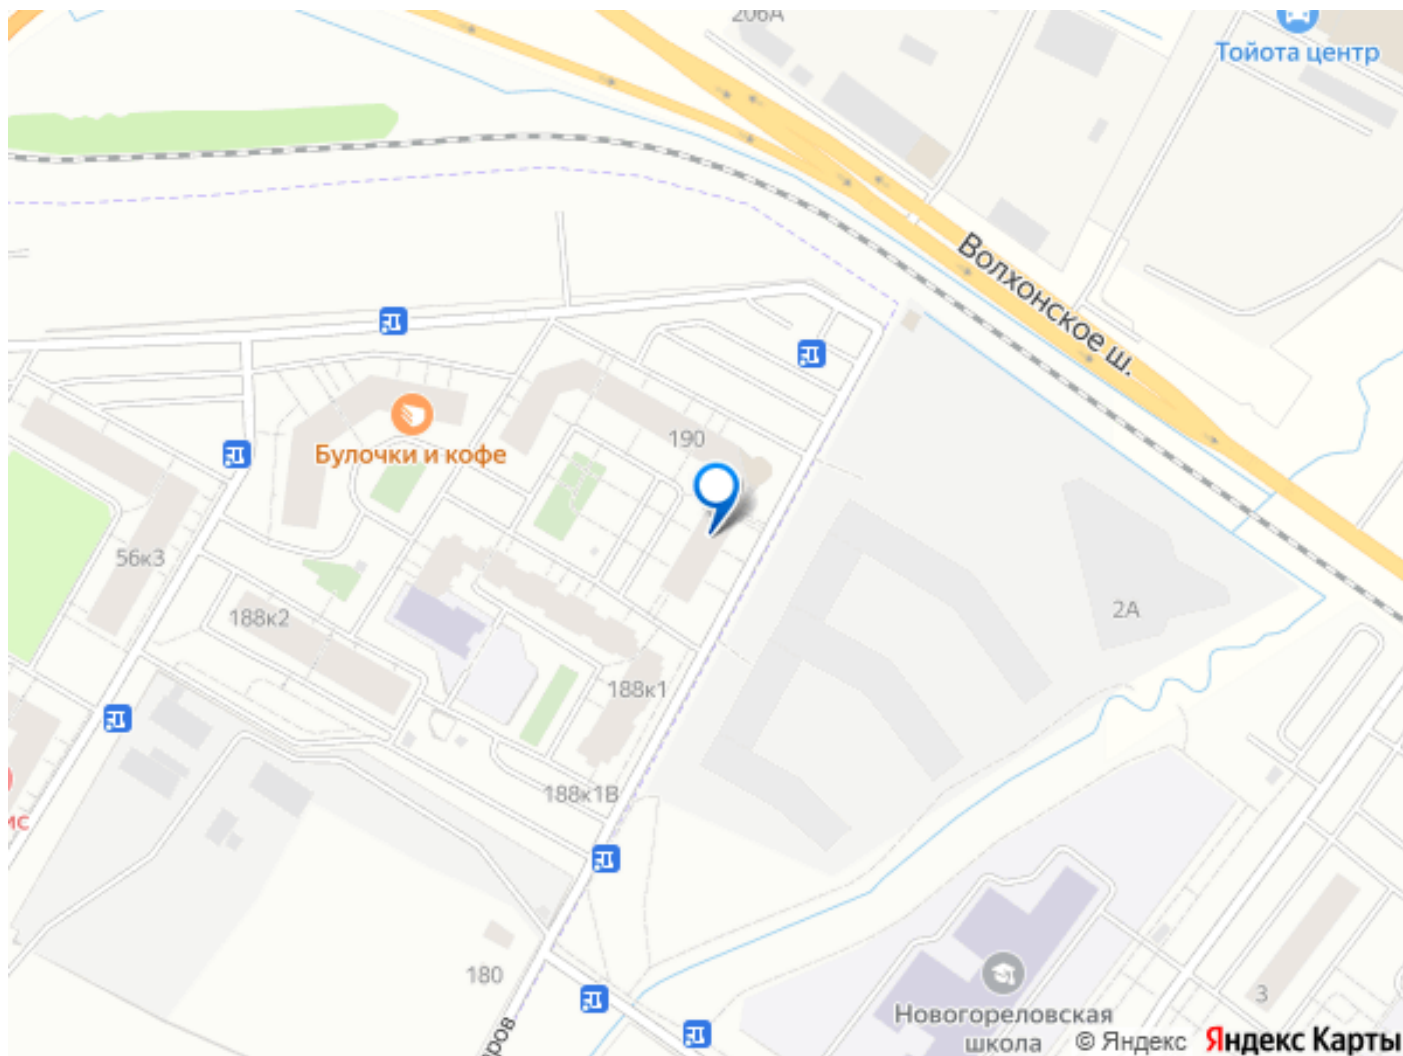 206А
Тойота центр
Волхонское ш.
190
Булочки и кофе
56к3
188к2
2А
188к1
188к1В
180
3
Новогореловская
школа
© Яндекс Яндекс Карты